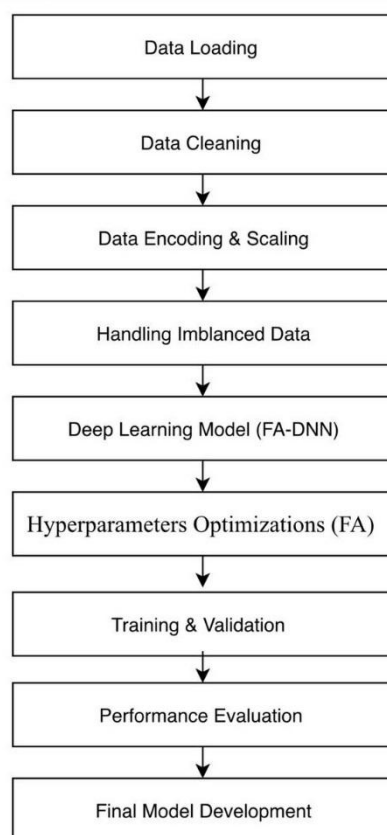 Data Loading
Data Cleaning
Data Encoding & Scaling
Handling Imblanced Data
Deep Learning Model (FA-DNN)
Hyperparameters Optimizations (FA)
Training & Validation
Performance Evaluation
Final Model Development